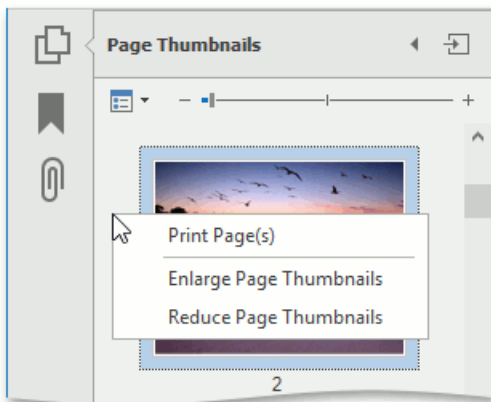 Page Thumbnails
Print Page(s)
Enlarge Page Thumbnails
Reduce Page Thumbnails
2